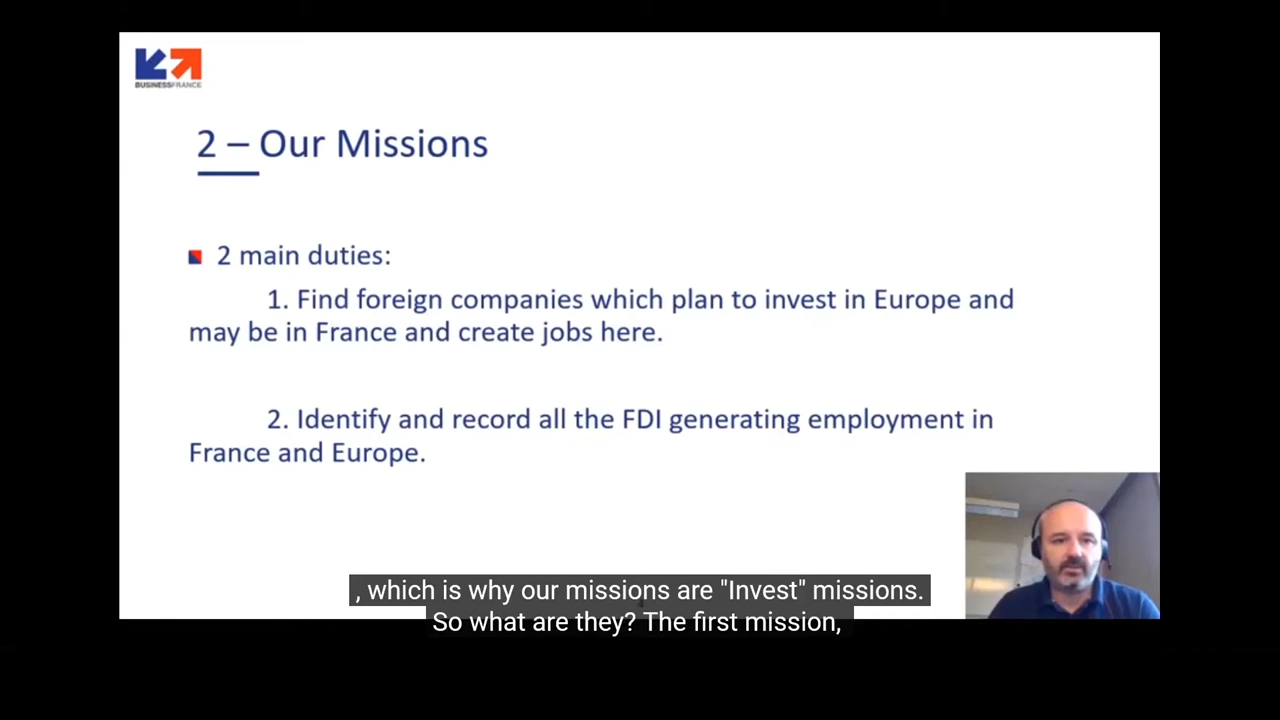 BUSINESSFRANCE
2 – Our Missions
2 main duties:
1. Find foreign companies which plan to invest in Europe and
may be in France and create jobs here.
2. Identify and record all the FDI generating employment in
France and Europe.
, which is why our missions are "Invest" missions.
So what are they? The first mission,